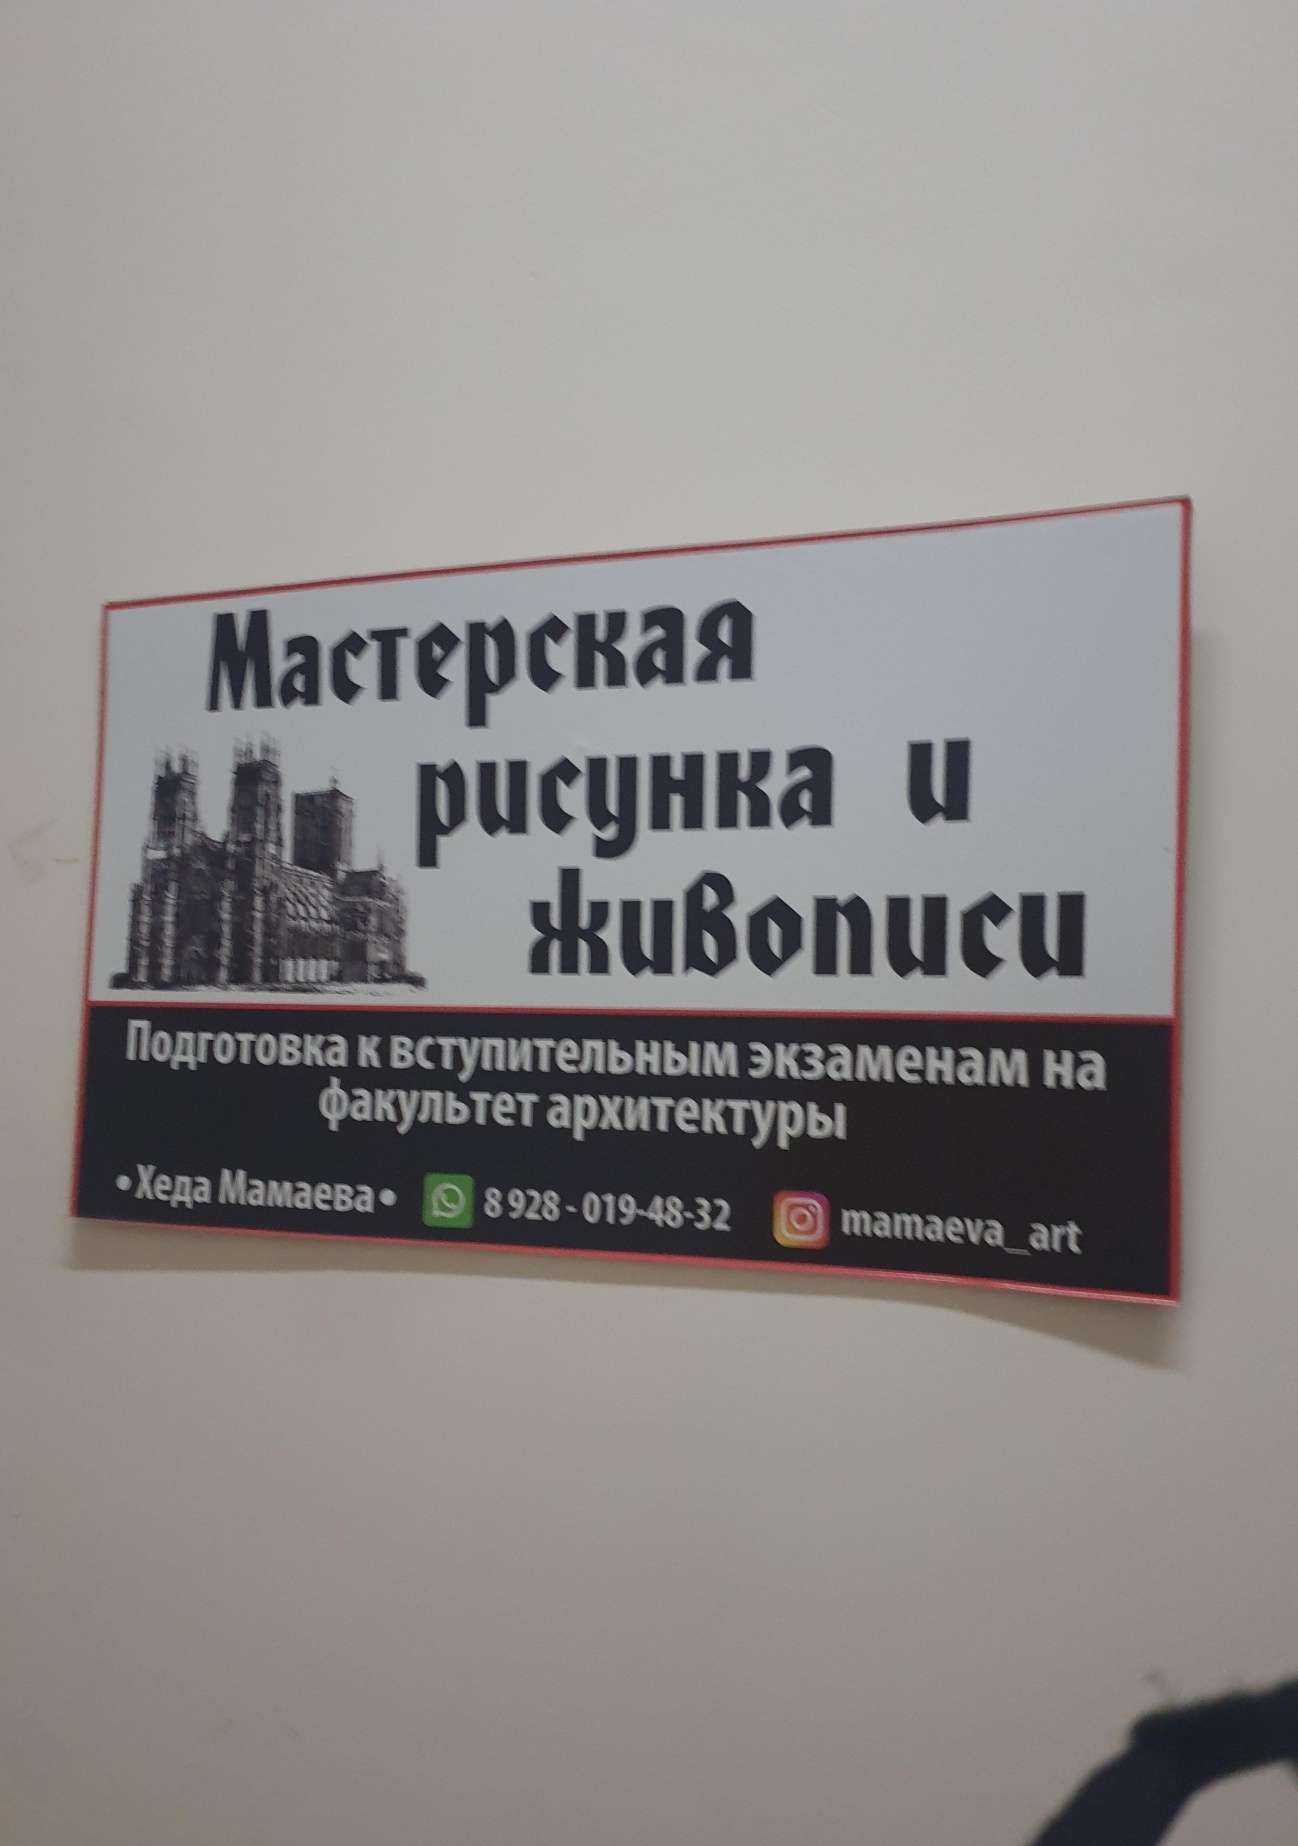 Мастерская
рисунка и
живописи
Подготовка к вступительным экзаменам на
факультет архитектуры
•Хеда Мамаева• 8 928 - 019-48-32 mamaeva_art